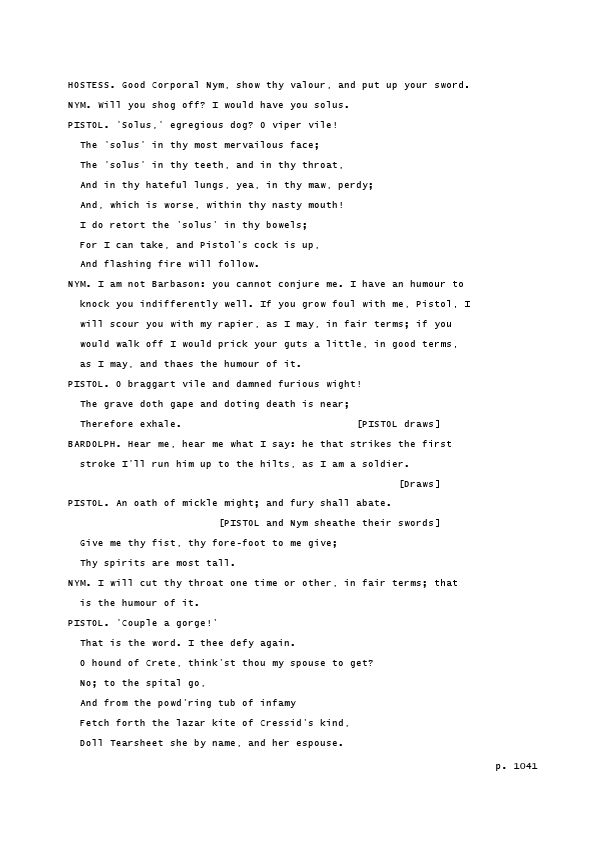 HOSTESS. Good Corporal Nym, show thy valour, and put up your sword.
NYM. Will you shog off? I would have you solus.
PISTOL. 'Solus,' egregious dog? O viper vile!
The 'solus' in thy most mervailous face;
The 'solus' in thy teeth, and in thy throat,
And in thy hateful lungs, yea, in thy maw, perdy;
And, which is worse, within thy nasty mouth!
I do retort the 'solus' in thy bowels;
For I can take, and Pistol's cock is up,
And flashing fire will follow.
NYM. I am not Barbason: you cannot conjure me. I have an humour to
knock you indifferently well. If you grow foul with me, Pistol, I
will scour you with my rapier, as I may, in fair terms; if you
would walk off I would prick your guts a little, in good terms,
as I may, and thaes the humour of it.
PISTOL. O braggart vile and damned furious wight!
The grave doth gape and doting death is near;
Therefore exhale. [PISTOL draws]
BARDOLPH. Hear me, hear me what I say: he that strikes the first
stroke I'll run him up to the hilts, as I am a soldier.
[Draws]
PISTOL. An oath of mickle might; and fury shall abate.
[PISTOL and Nym sheathe their swords]
Give me thy fist, thy fore-foot to me give;
Thy spirits are most tall.
NYM. I will cut thy throat one time or other, in fair terms; that
is the humour of it.
PISTOL. 'Couple a gorge!'
That is the word. I thee defy again.
O hound of Crete, think'st thou my spouse to get?
No; to the spital go,
And from the powd'ring tub of infamy
Fetch forth the lazar kite of Cressid's kind,
Doll Tearsheet she by name, and her espouse.
p. 1041